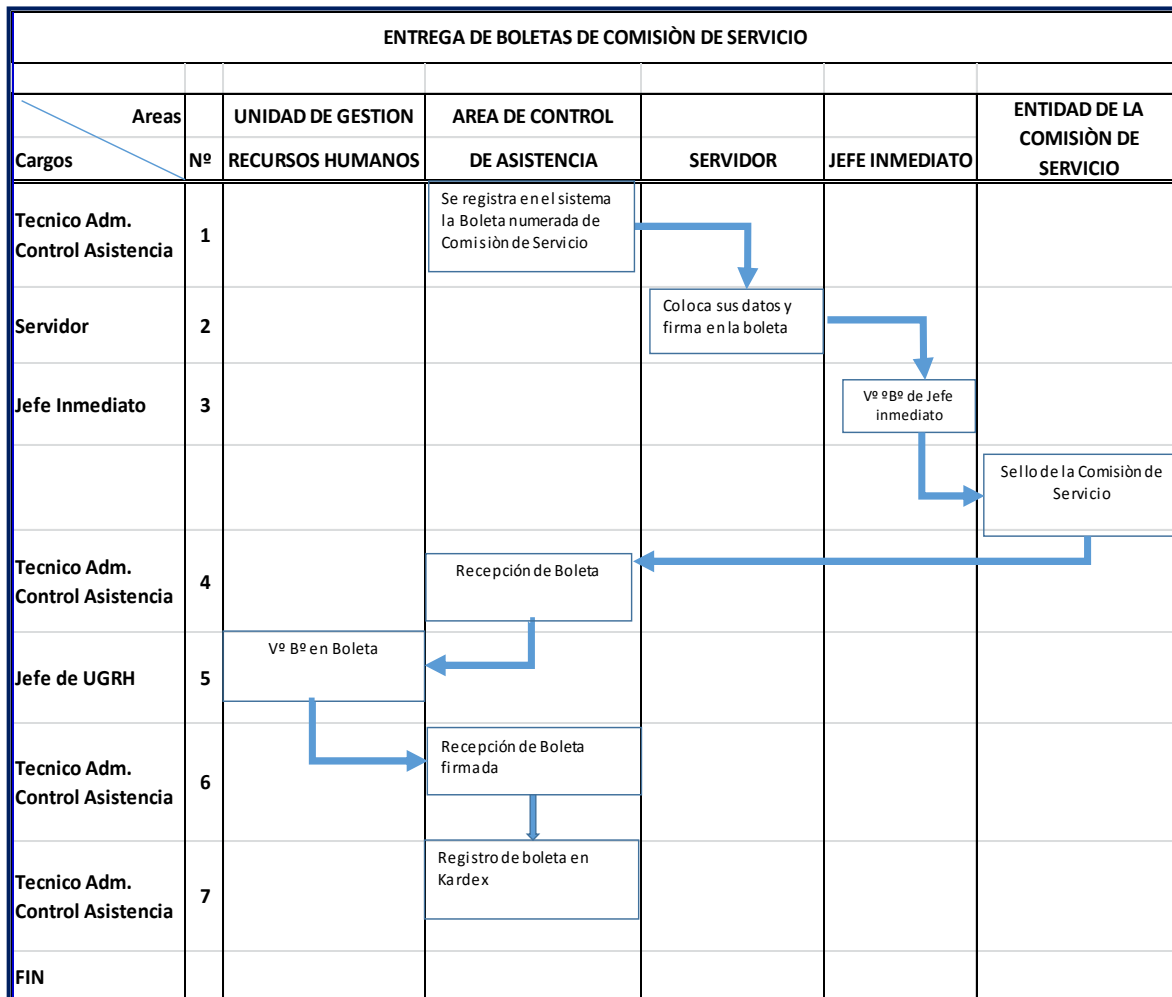 ENTREGA DE BOLETAS DE COMISIÒN DE SERVICIO
Areas
Cargos
Nº
UNIDAD DE GESTION
RECURSOS HUMANOS
AREA DE CONTROL
DE ASISTENCIA
SERVIDOR
JEFE INMEDIATO
ENTIDAD DE LA
COMISIÒN DE
SERVICIO
Tecnico Adm.
Control Asistencia
1
Se registra en el sistema
la Boleta numerada de
Comisiòn de Servicio
Servidor
2
Coloca sus datos y
firma en la boleta
Jefe Inmediato
3
Vº ºBº de Jefe
inmediato
Sello de la Comisiòn de
Servicio
Tecnico Adm.
Control Asistencia
4
Recepción de Boleta
Jefe de UGRH
5
Vº Bº en Boleta
Tecnico Adm.
Control Asistencia
6
Recepción de Boleta
firmada
Tecnico Adm.
Control Asistencia
7
Registro de boleta en
Kardex
FIN